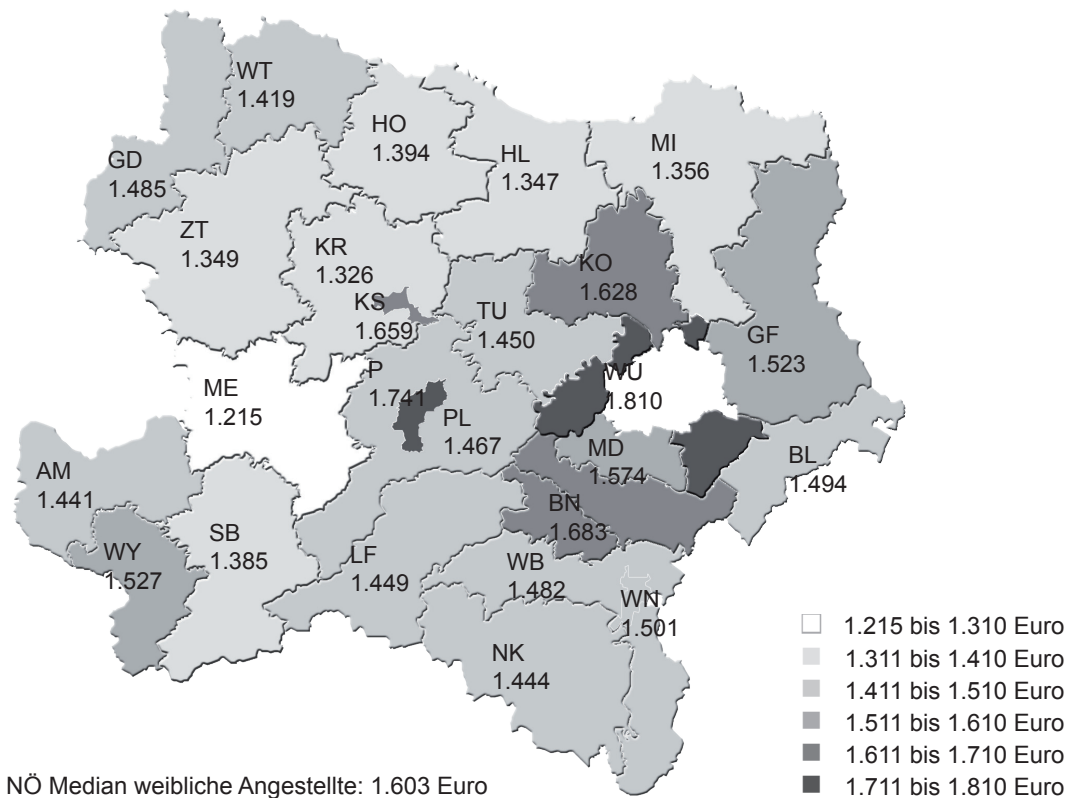 WT
1.419
HO
1.394
MI
1.356
HL
1.347
GD
1.485
ZT
1.349
KR
1.326
KO
1.628
KS
1.659
TU
1.450
GF
1.523
P
1.741
WU
1.810
ME
1.215
PL
1.467
MD
1.574
BL
1.494
AM
1.441
BN
1.683
SB
1.385
WY
1.527
LF
1.449
WB
1.482
WN
1.501
NK
1.444
1.215 bis 1.310 Euro
1.311 bis 1.410 Euro
1.411 bis 1.510 Euro
1.511 bis 1.610 Euro
1.611 bis 1.710 Euro
1.711 bis 1.810 Euro
NÖ Median weibliche Angestellte: 1.603 Euro